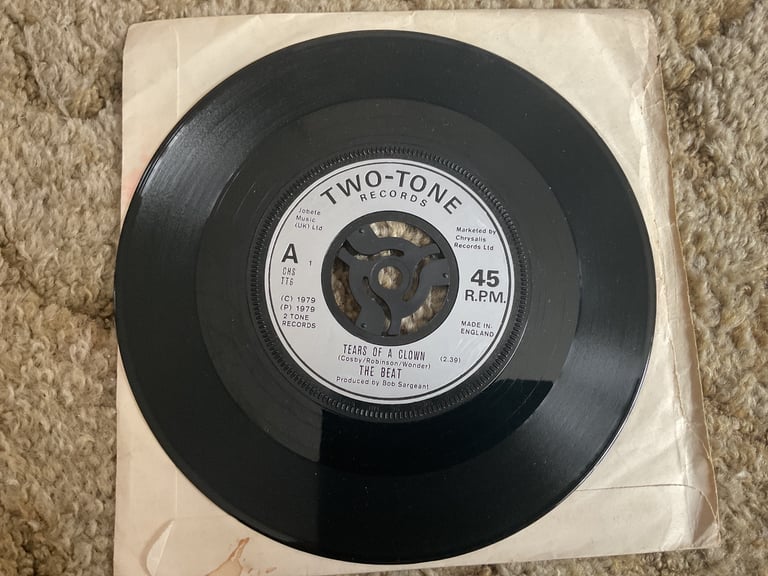 TWO-TONE
RECORDS
Jobete
Music
(UK) Ltd
Marketed by
Chrysalis
Records Ltd
A 1
CHS
TT6
45
R.P.M.
(C) 1979
(P) 1979
2 TONE
RECORDS
MADE IN
ENGLAND
TEARS OF A CLOWN (2.39)
(Cosby/Robinson/Wonder)
THE BEAT
Produced by Bob Sargeant